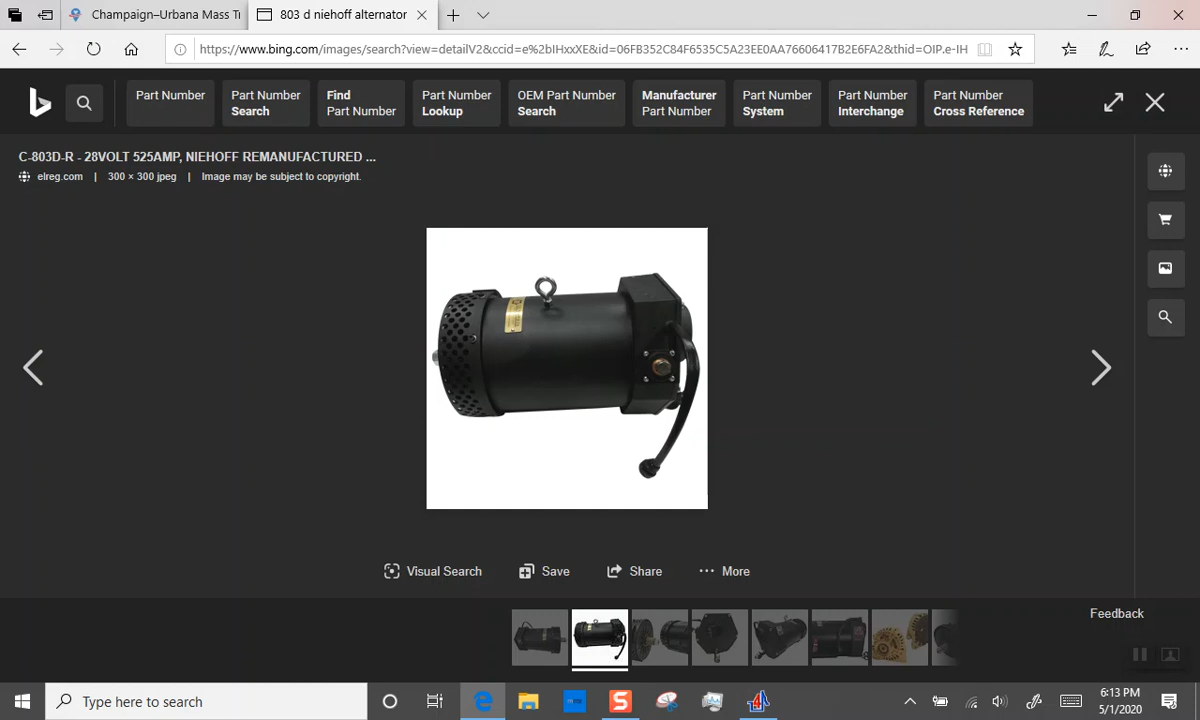 Champaign–Urbana Mass Tr
803 d niehoff alternator
https://www.bing.com/images/search?view=detailV2&ccid=e%2bIHxxXE&id=06FB352C84F6535C5A23EE0AA76606417B2E6FA2&thid=OIP.e-IH
Part Number
Part Number Search
Find Part Number
Part Number Lookup
OEM Part Number Search
Manufacturer Part Number
Part Number System
Part Number Interchange
Part Number Cross Reference
C-803D-R - 28VOLT 525AMP, NIEHOFF REMANUFACTURED ...
elreg.com | 300 × 300 jpeg | Image may be subject to copyright.
Visual Search Save Share More
Feedback
Type here to search
6:13 PM
5/1/2020